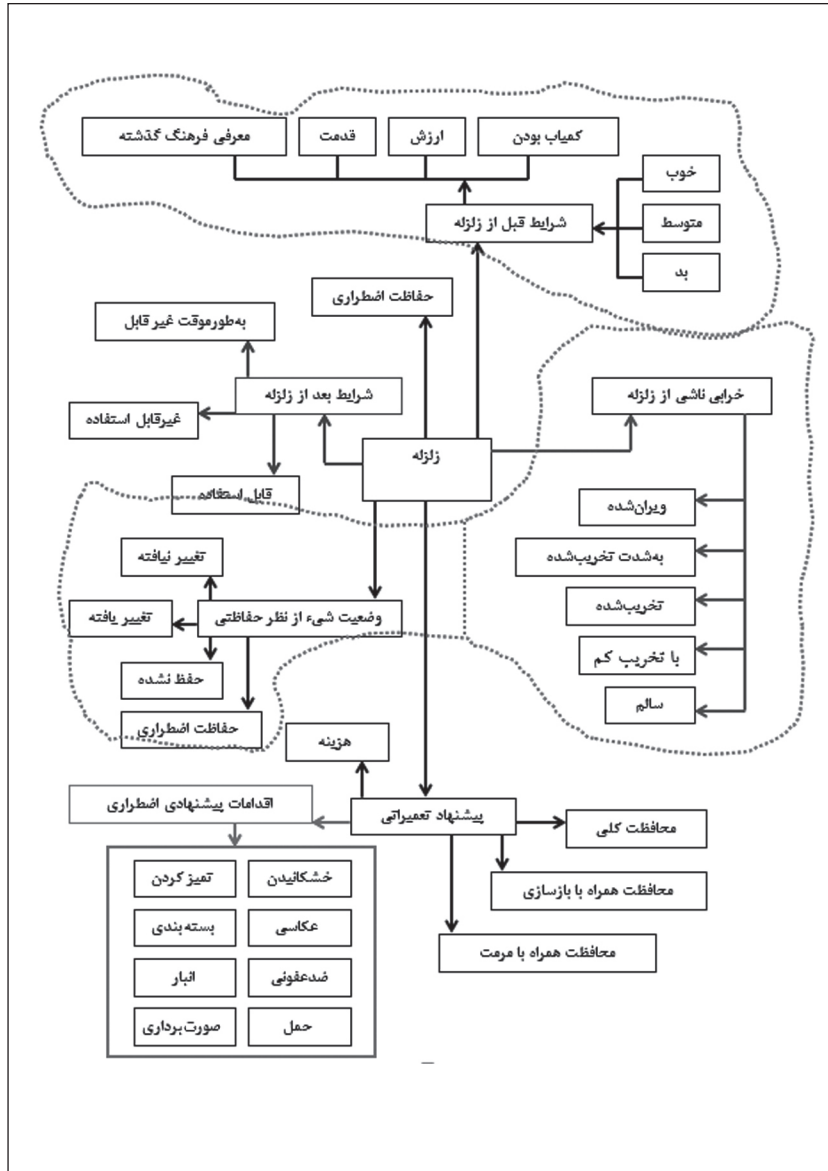 کمیاب بودن
ارزش
قدمت
معرفی فرهنگ گذشته
خوب
شرایط قبل از زلزله
متوسط
بد
حفاظت اضطراری
به‌طورموقت غیر قابل
شرایط بعد از زلزله
خرابی ناشی از زلزله
غیرقابل استفاده
زلزله
قابل استفاده
ویران‌شده
تغییر نیافته
به‌شدت تخریب‌شده
وضعیت شیء از نظر حفاظتی
تغییر یافته
تخریب‌شده
با تخریب کم
حفظ نشده
سالم
حفاظت اضطراری
هزینه
اقدامات پیشنهادی اضطراری
پیشنهاد تعمیراتی
محافظت کلی
خشکانیدن
تمیز کردن
محافظت همراه با بازسازی
عکاسی
بسته بندی
محافظت همراه با مرمت
ضدعفونی
انبار
حمل
صورت‌برداری